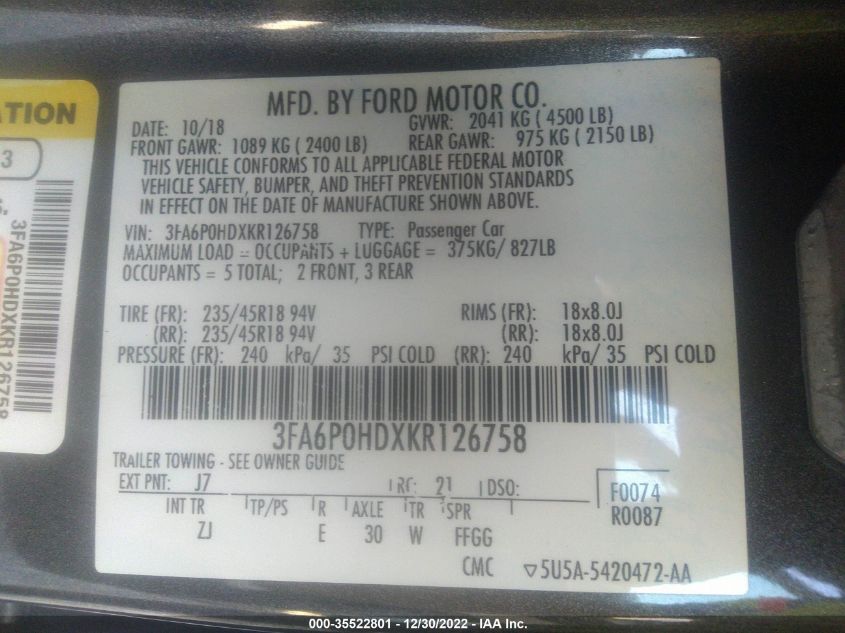 ATION
3
3FA6P0HDXKR126758
MFD. BY FORD MOTOR CO.
DATE: 10/18 GVWR: 2041 KG ( 4500 LB)
FRONT GAWR: 1089 KG ( 2400 LB) REAR GAWR: 975 KG ( 2150 LB)
THIS VEHICLE CONFORMS TO ALL APPLICABLE FEDERAL MOTOR
VEHICLE SAFETY, BUMPER, AND THEFT PREVENTION STANDARDS
IN EFFECT ON THE DATE OF MANUFACTURE SHOWN ABOVE.
VIN: 3FA6P0HDXKR126758 TYPE: Passenger Car
MAXIMUM LOAD = OCCUPANTS + LUGGAGE = 375KG/ 827LB
OCCUPANTS = 5 TOTAL; 2 FRONT, 3 REAR
TIRE (FR): 235/45R18 94V RIMS (FR): 18x8.0J
(RR): 235/45R18 94V (RR): 18x8.0J
PRESSURE (FR): 240 kPa/ 35 PSI COLD (RR): 240 kPa/ 35 PSI COLD
3FA6P0HDXKR126758
TRAILER TOWING - SEE OWNER GUIDE
EXT PNT: J7 RC: 21 DSO: F0074
INT TR TP/PS R AXLE TR SPR R0087
ZJ E 30 W FFGG
CMC ▽5U5A-5420472-AA
000-35522801 - 12/30/2022 - IAA Inc.